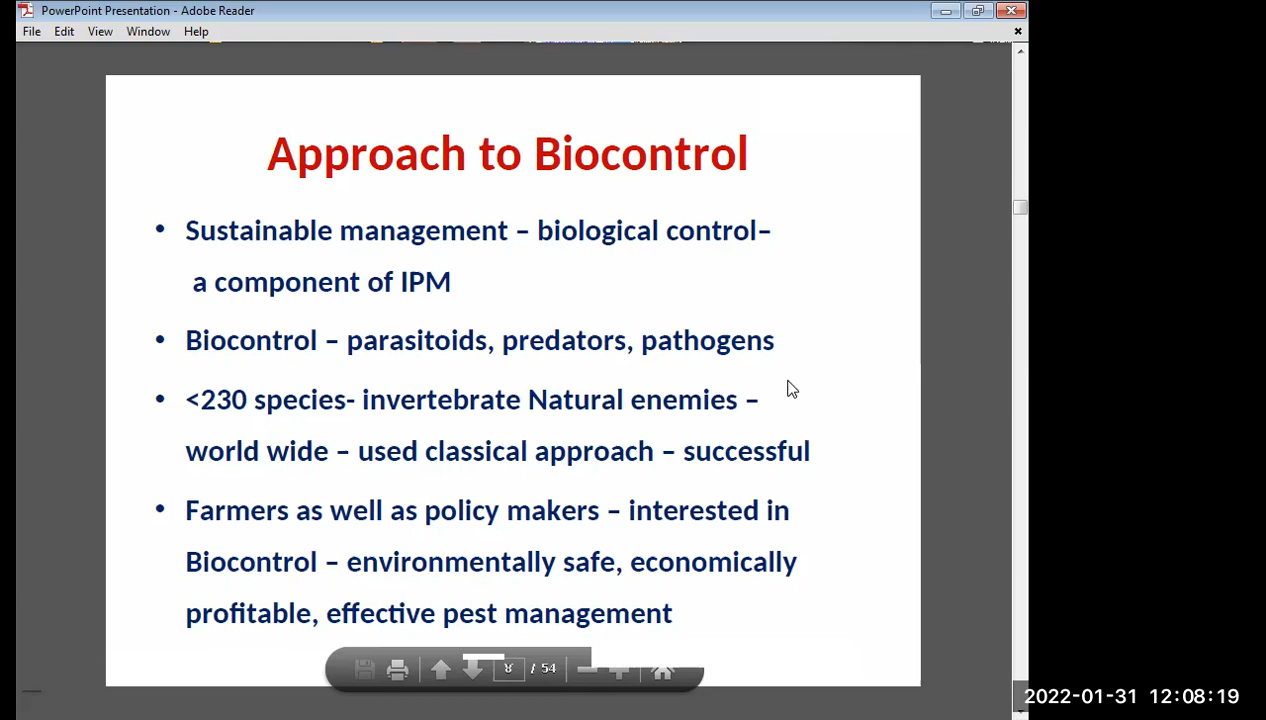 PowerPoint Presentation - Adobe Reader
File Edit View Window Help
Approach to Biocontrol
• Sustainable management – biological control–
a component of IPM
• Biocontrol – parasitoids, predators, pathogens
• <230 species- invertebrate Natural enemies –
world wide – used classical approach – successful
• Farmers as well as policy makers – interested in
Biocontrol – environmentally safe, economically
profitable, effective pest management
/ 54
2022-01-31 12:08:19